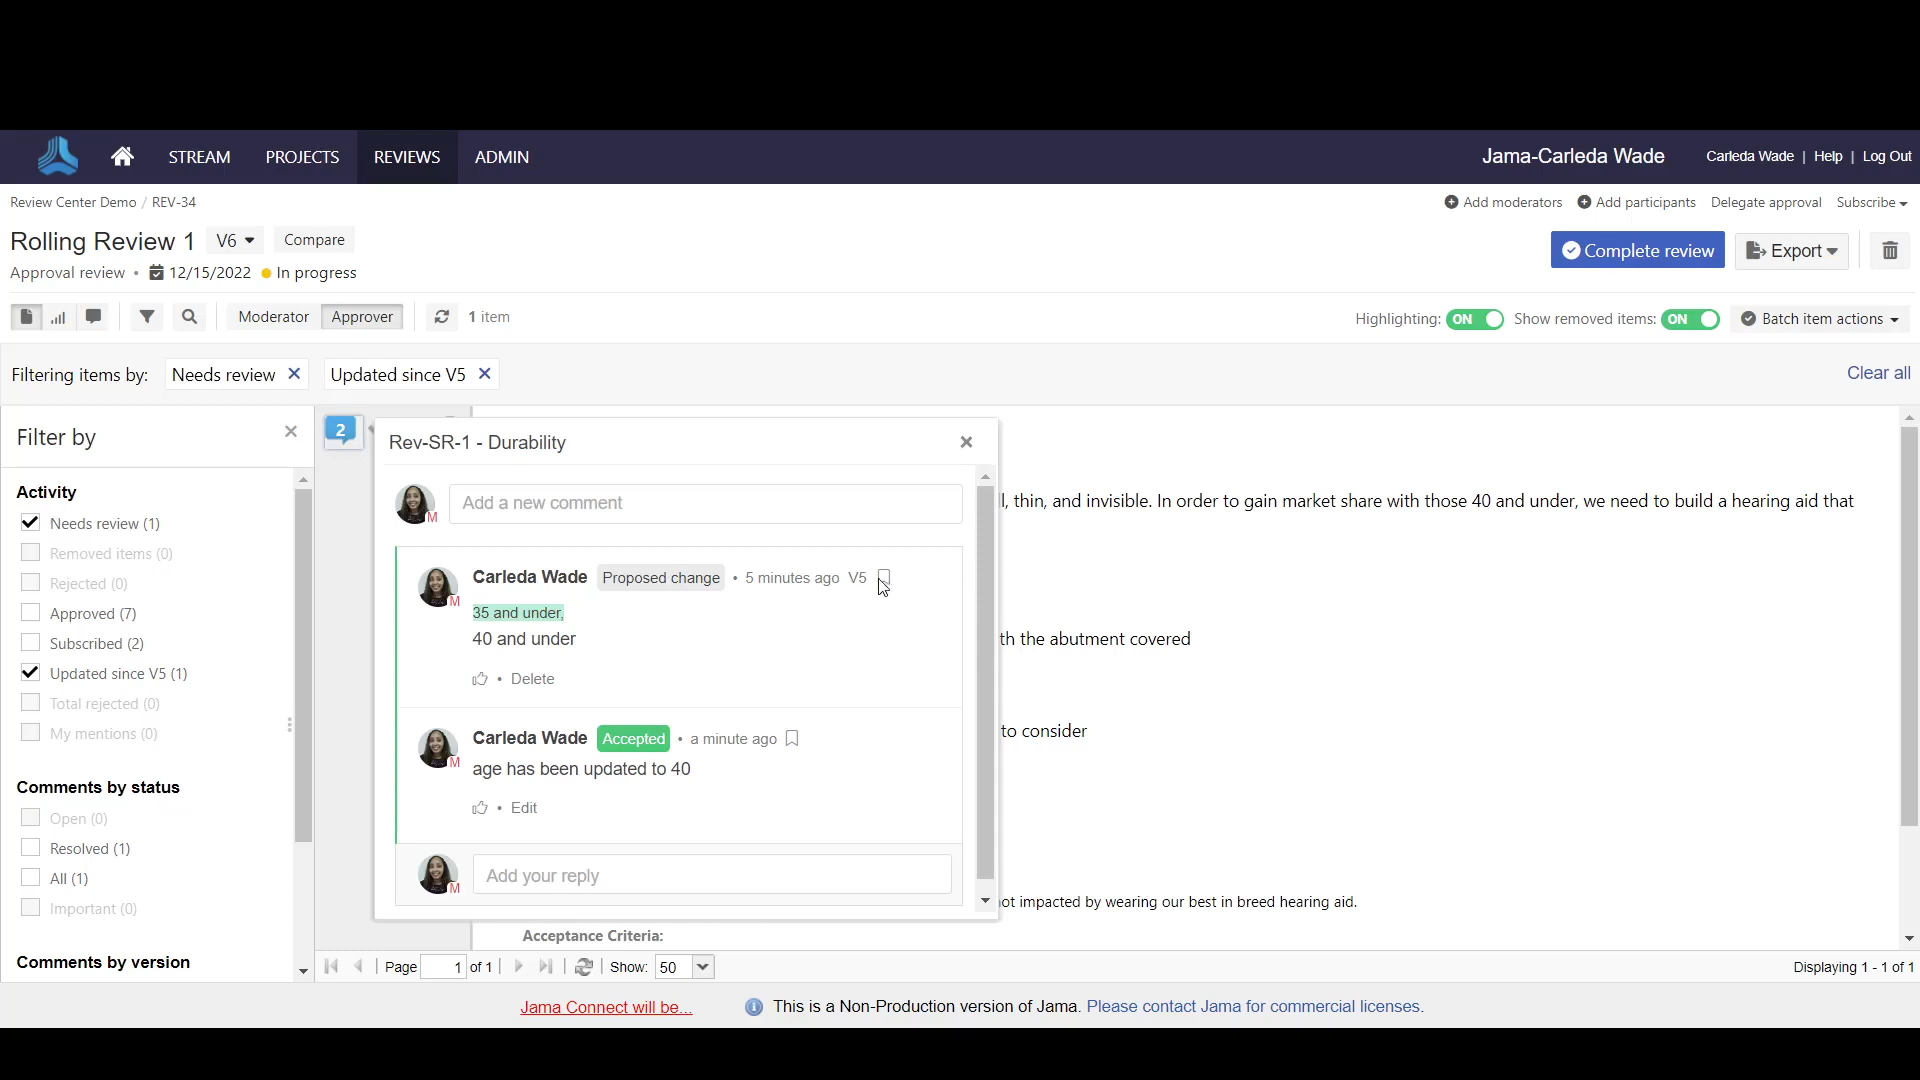 STREAM PROJECTS REVIEWS ADMIN Jama-Carleda Wade Carleda Wade | Help | Log Out
Review Center Demo / REV-34 Add moderators Add participants Delegate approval Subscribe
Rolling Review 1 V6 Compare Complete review Export
Approval review • 12/15/2022 In progress
Moderator Approver 1 item Highlighting: ON Show removed items: ON Batch item actions
Filtering items by: Needs review Updated since V5 Clear all
Filter by
Activity
Needs review (1)
Removed items (0)
Rejected (0)
Approved (7)
Subscribed (2)
Updated since V5 (1)
Total rejected (0)
My mentions (0)
Comments by status
Open (0)
Resolved (1)
All (1)
Important (0)
Comments by version
2
Rev-SR-1 - Durability
M Add a new comment
Carleda Wade Proposed change • 5 minutes ago V5
M
35 and under,
40 and under
• Delete
Carleda Wade Accepted • a minute ago
M
age has been updated to 40
• Edit
M Add your reply
, thin, and invisible. In order to gain market share with those 40 and under, we need to build a hearing aid that
th the abutment covered
to consider
ot impacted by wearing our best in breed hearing aid.
Acceptance Criteria:
Page 1 of 1 Show: 50 Displaying 1 - 1 of 1
Jama Connect will be... This is a Non-Production version of Jama. Please contact Jama for commercial licenses.